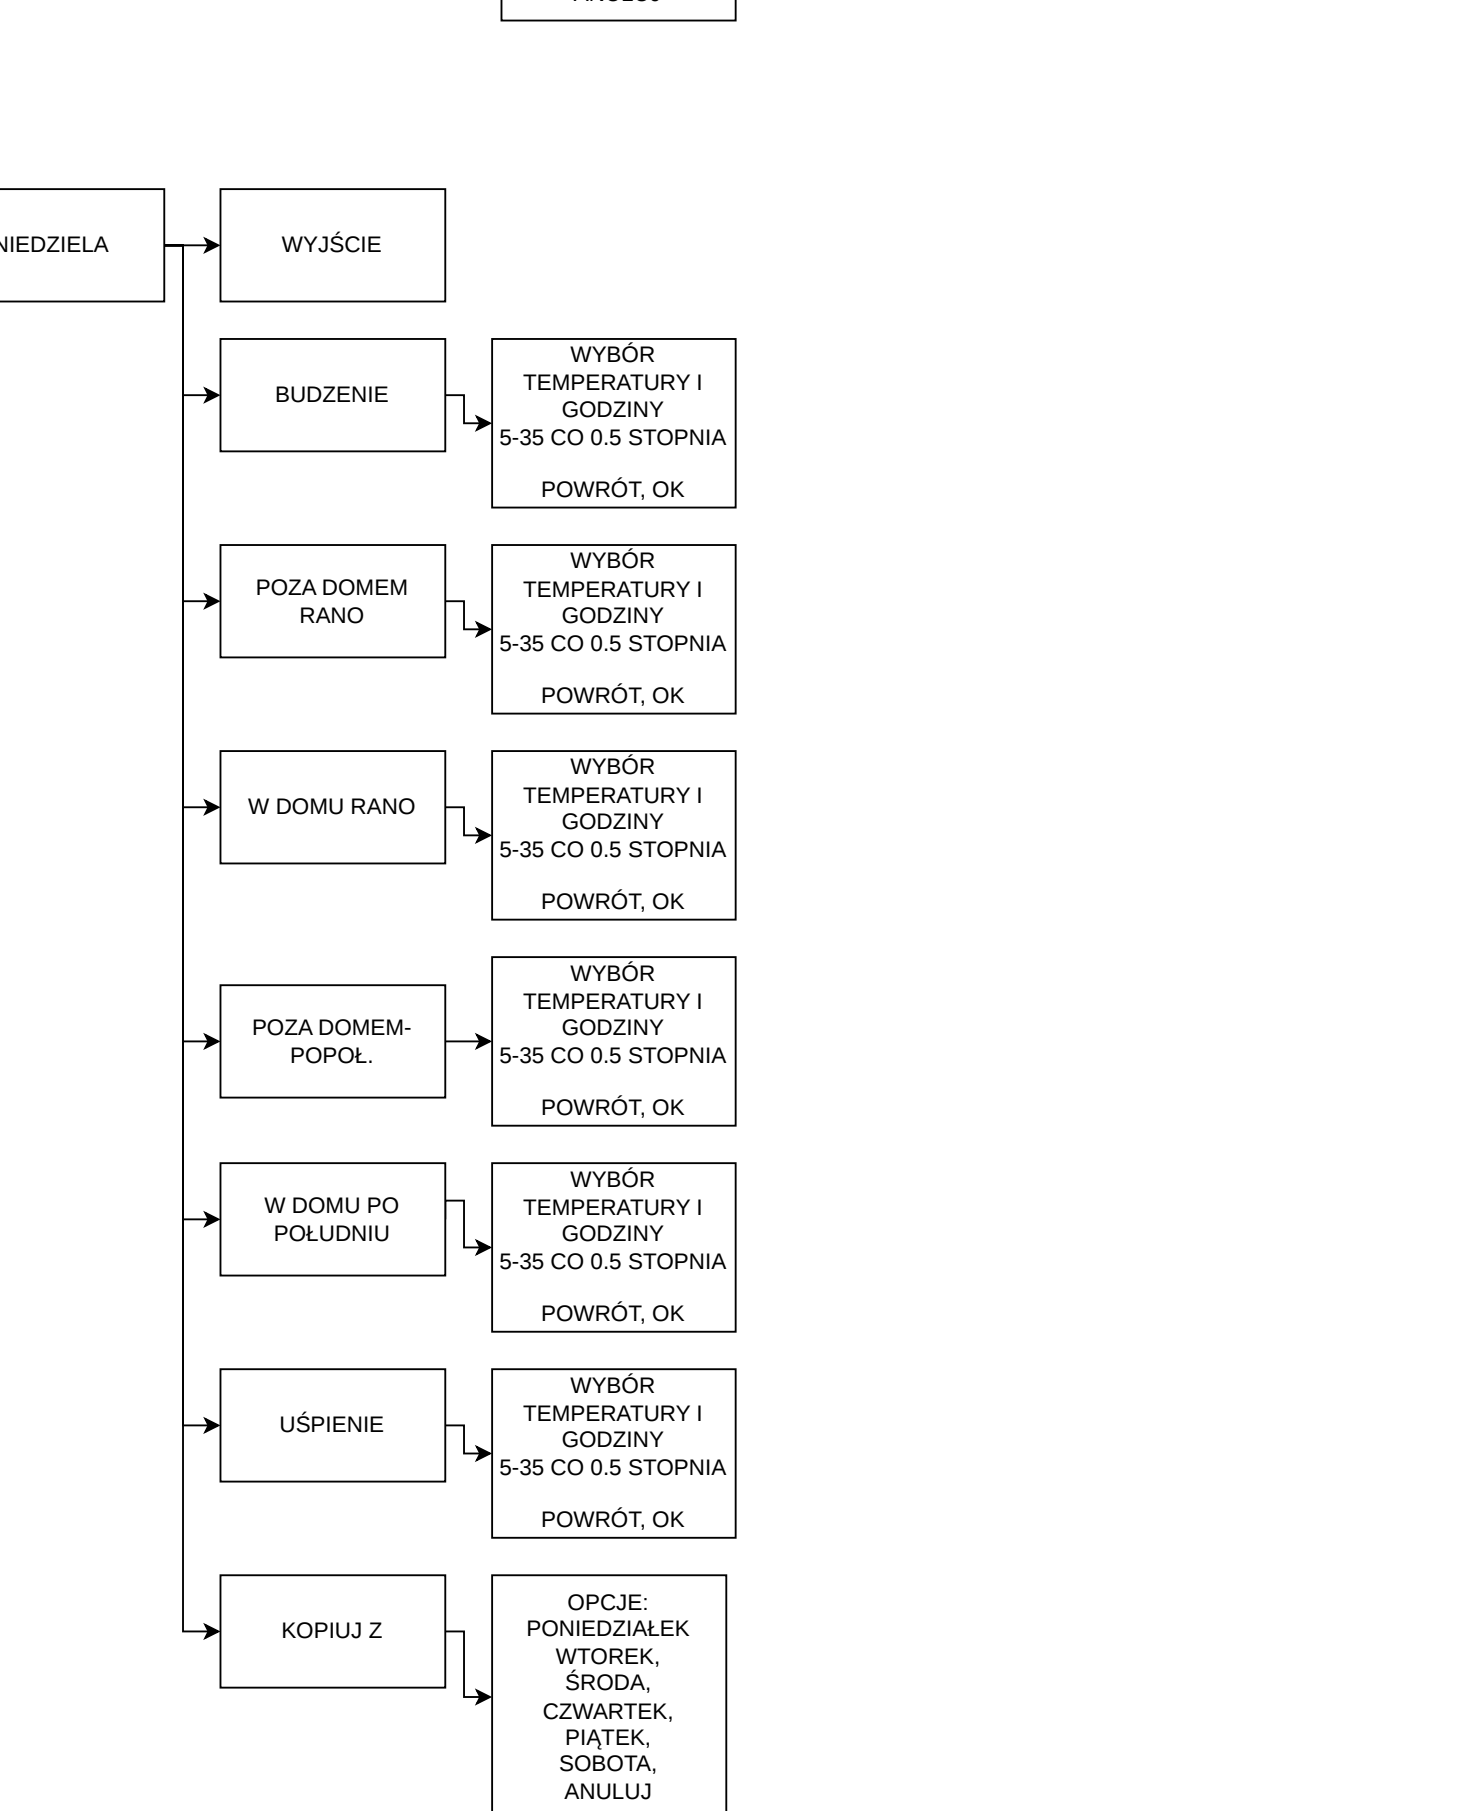 NIEDZIELA
WYJŚCIE
BUDZENIE
WYBÓR
TEMPERATURY I
GODZINY
5-35 CO 0.5 STOPNIA
POWRÓT, OK
POZA DOMEM
RANO
WYBÓR
TEMPERATURY I
GODZINY
5-35 CO 0.5 STOPNIA
POWRÓT, OK
W DOMU RANO
WYBÓR
TEMPERATURY I
GODZINY
5-35 CO 0.5 STOPNIA
POWRÓT, OK
POZA DOMEM-
POPOŁ.
WYBÓR
TEMPERATURY I
GODZINY
5-35 CO 0.5 STOPNIA
POWRÓT, OK
W DOMU PO
POŁUDNIU
WYBÓR
TEMPERATURY I
GODZINY
5-35 CO 0.5 STOPNIA
POWRÓT, OK
UŚPIENIE
WYBÓR
TEMPERATURY I
GODZINY
5-35 CO 0.5 STOPNIA
POWRÓT, OK
KOPIUJ Z
OPCJE:
PONIEDZIAŁEK
WTOREK,
ŚRODA,
CZWARTEK,
PIĄTEK,
SOBOTA,
ANULUJ